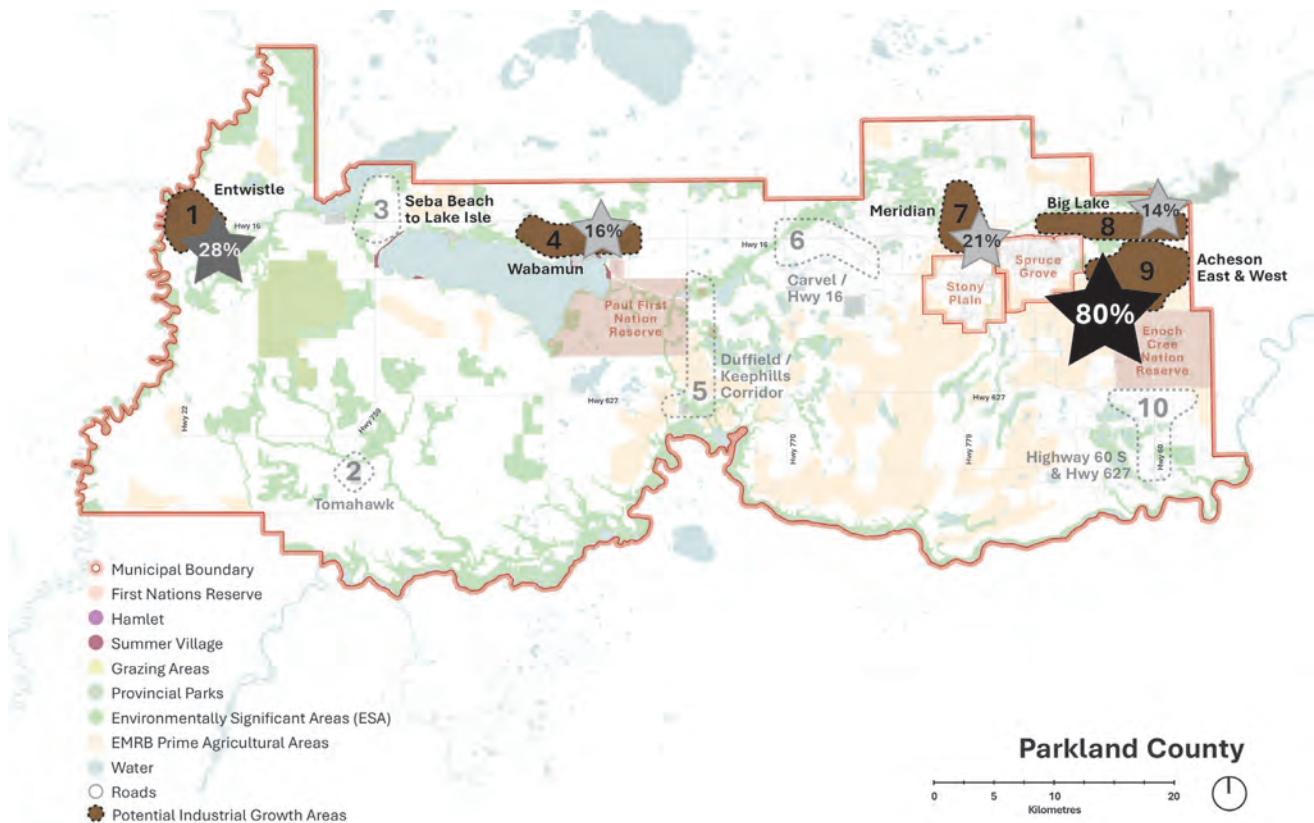 Entwistle
1
Hwy 16
28%
3
Seba Beach
to Lake Isle
4
16%
Wabamun
Paul First
Nation
Reserve
Hwy 16
6
Carvel /
Hwy 16
Meridian
7
21%
Big Lake
8
14%
9
Acheson
East & West
Spruce
Grove
Stony
Plain
80%
Enoch
Cree
Nation
Reserve
Duffield /
Keephills
Corridor
5
Hwy 22
Hwy 759
Hwy 627
Hwy 770
Hwy 779
Hwy 627
10
Highway 60 S
& Hwy 627
Hwy 60
2
Tomahawk
Municipal Boundary
First Nations Reserve
Hamlet
Summer Village
Grazing Areas
Provincial Parks
Environmentally Significant Areas (ESA)
EMRB Prime Agricultural Areas
Water
Roads
Potential Industrial Growth Areas
Parkland County
0 5 10 20
Kilometres